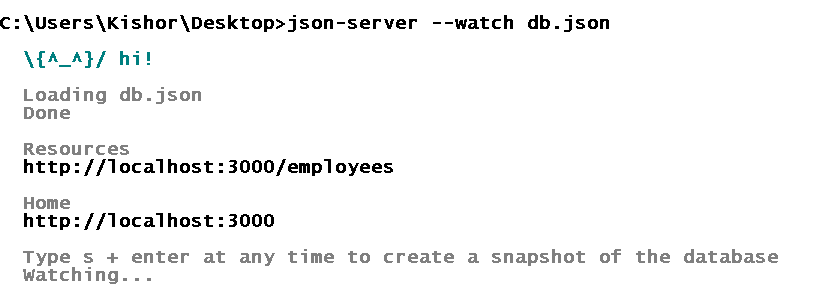 C:\Users\Kishor\Desktop>json-server --watch db.json
\{^_^}/ hi!
Loading db.json
Done
Resources
http://localhost:3000/employees
Home
http://localhost:3000
Type s + enter at any time to create a snapshot of the database
Watching...